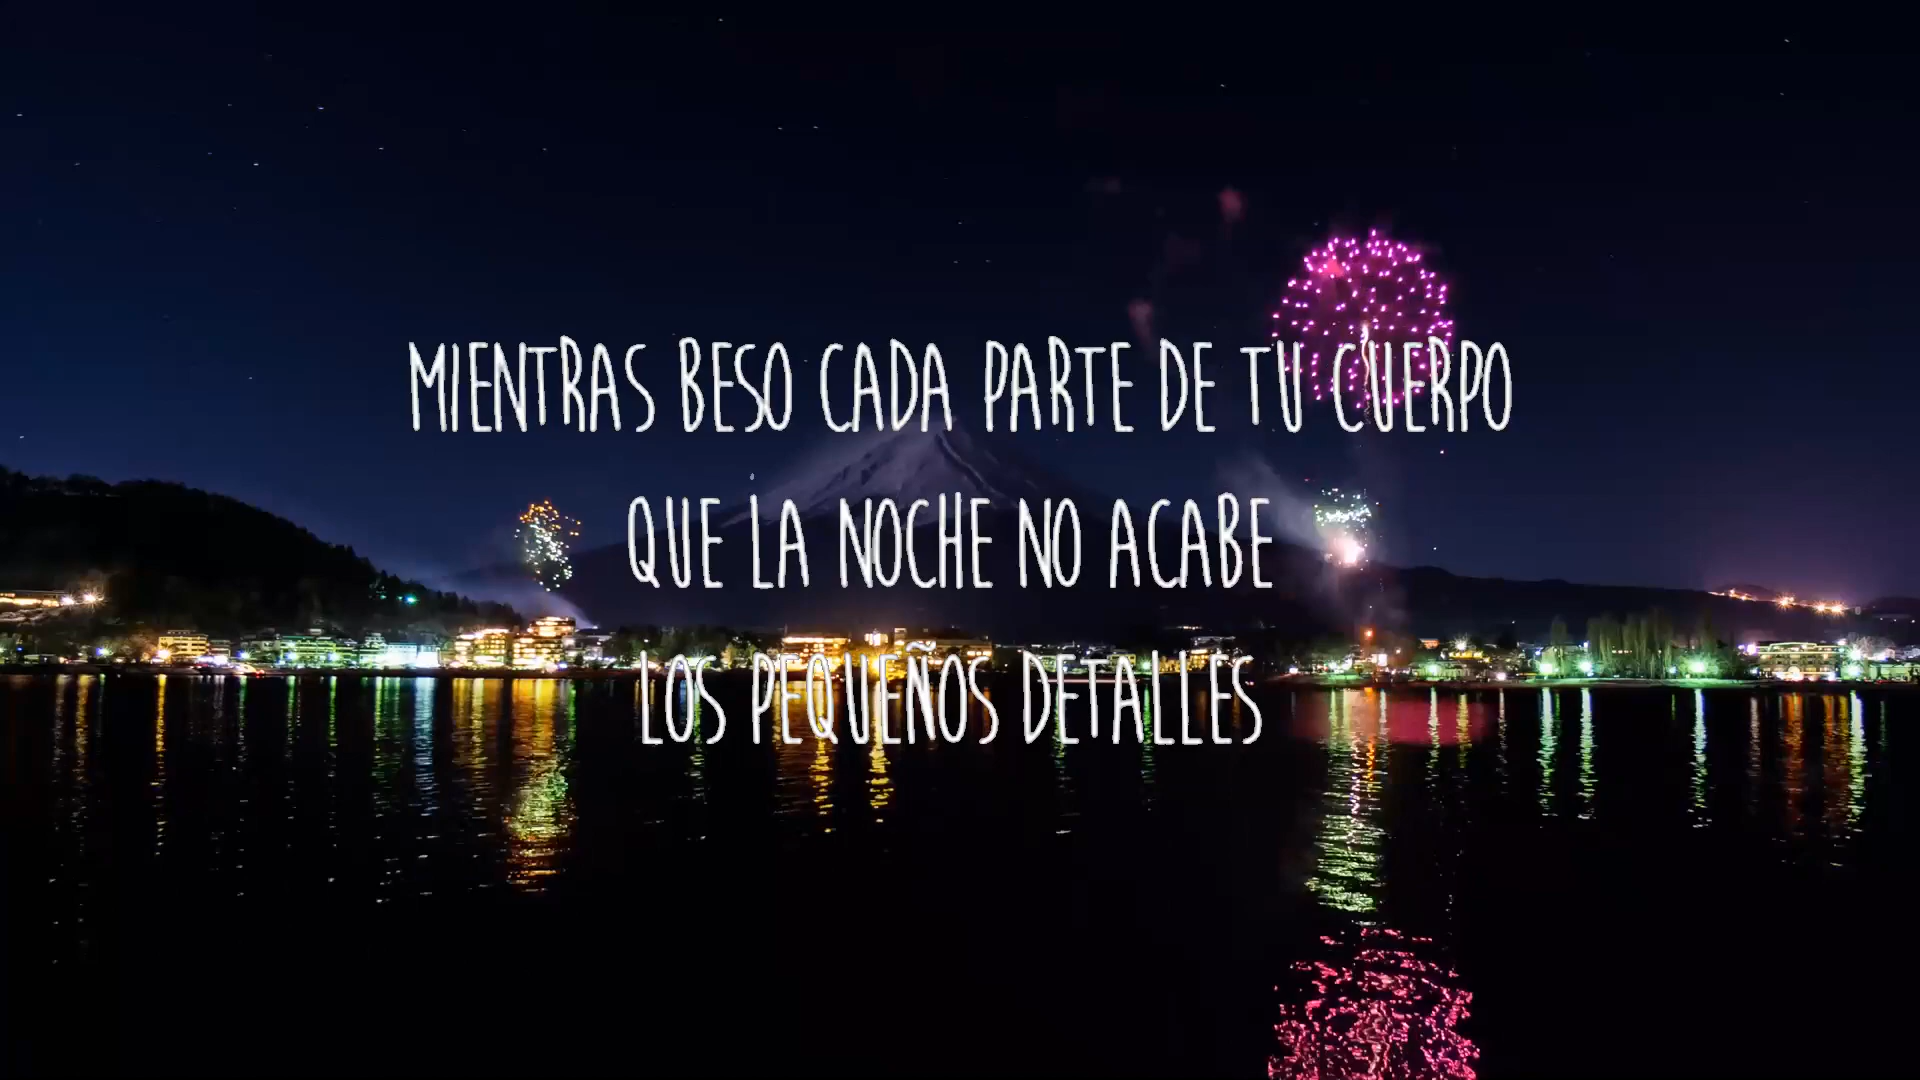 MIENTRAS BESO CADA PARTE DE TU CUERPO
QUE LA NOCHE NO ACABE
LOS PEQUEÑOS DETALLES